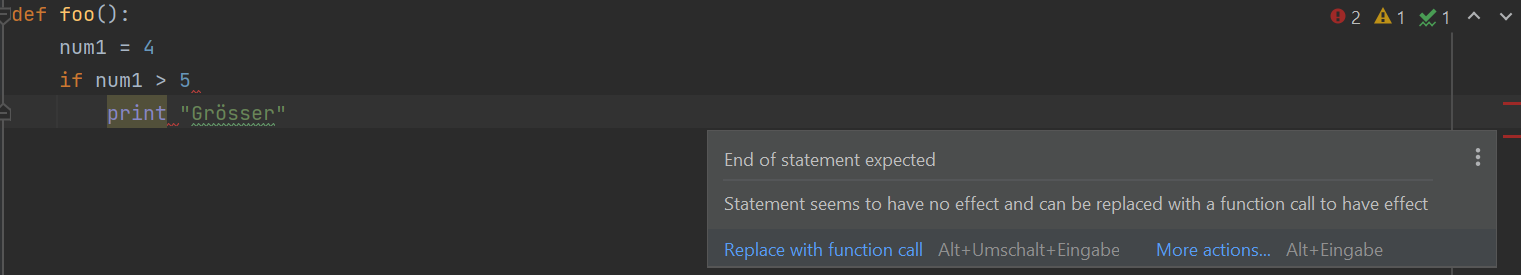 def foo():
2 1 1
num1 = 4
if num1 > 5
print "Grösser"
End of statement expected
Statement seems to have no effect and can be replaced with a function call to have effect
Replace with function call Alt+Umschalt+Eingabe More actions... Alt+Eingabe